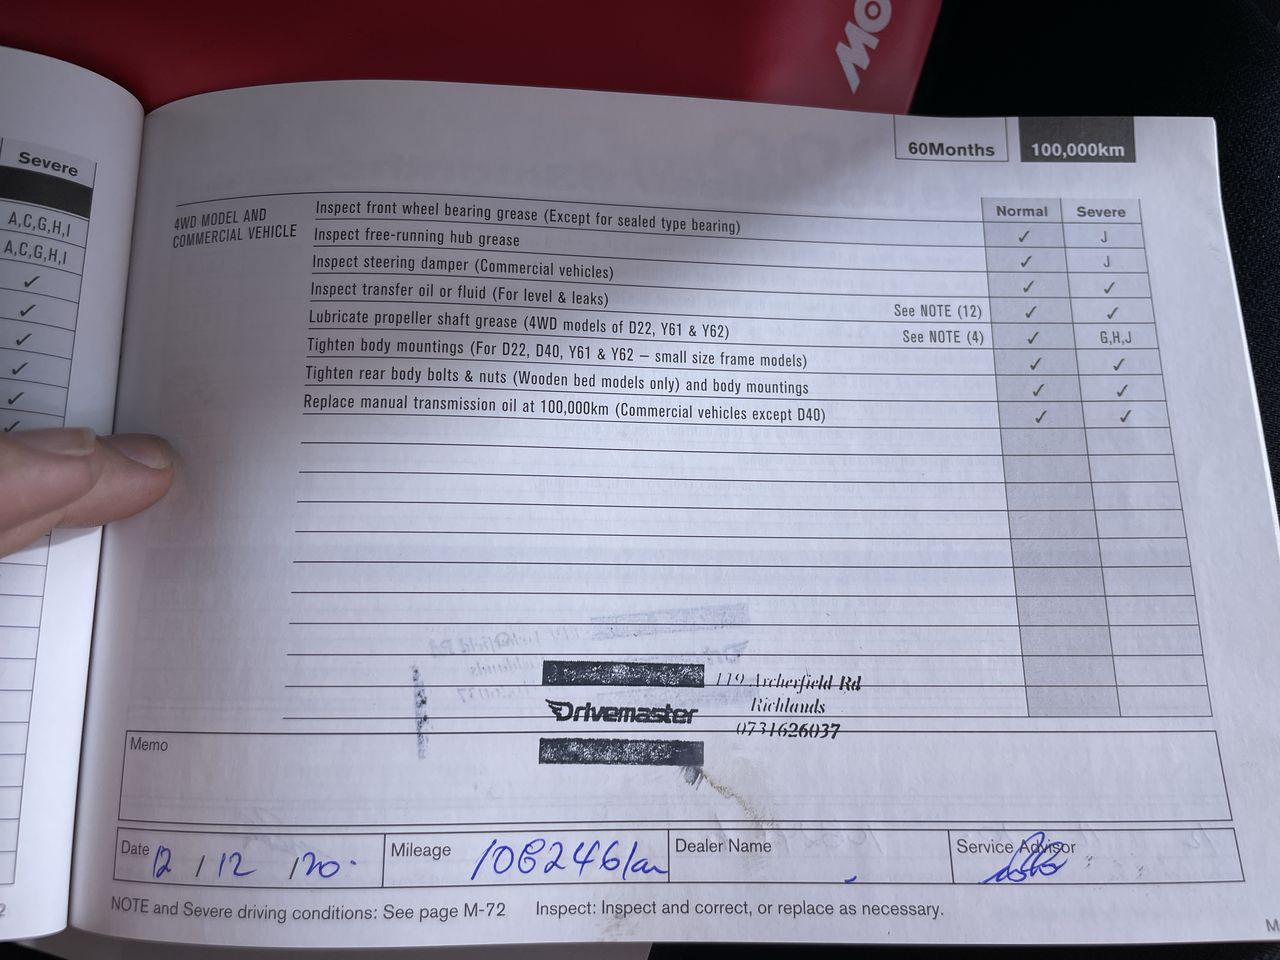 MO
Severe
A,C,G,H,I
A,C,G,H,I
✓
✓
✓
✓
✓
✓
60Months 100,000km
Normal Severe
4WD MODEL AND
COMMERCIAL VEHICLE
Inspect front wheel bearing grease (Except for sealed type bearing) ✓ J
Inspect free-running hub grease ✓ J
Inspect steering damper (Commercial vehicles) ✓ ✓
Inspect transfer oil or fluid (For level & leaks) See NOTE (12) ✓ ✓
Lubricate propeller shaft grease (4WD models of D22, Y61 & Y62) See NOTE (4) ✓ G,H,J
Tighten body mountings (For D22, D40, Y61 & Y62 – small size frame models) ✓ ✓
Tighten rear body bolts & nuts (Wooden bed models only) and body mountings ✓ ✓
Replace manual transmission oil at 100,000km (Commercial vehicles except D40) ✓ ✓
119 Archerfield Rd
Drivemaster Richlands
0731626037
Memo
Date 12 / 12 / 20 Mileage Dealer Name Service Advisor
NOTE and Severe driving conditions: See page M-72 Inspect: Inspect and correct, or replace as necessary.